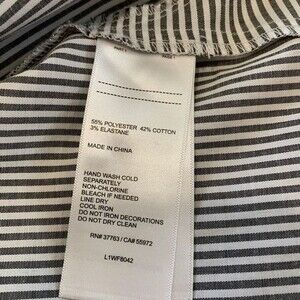 55% POLYESTER 42% COTTON
3% ELASTANE
MADE IN CHINA
HAND WASH COLD
SEPARATELY
NON-CHLORINE
BLEACH IF NEEDED
LINE DRY
COOL IRON
DO NOT IRON DECORATIONS
DO NOT DRY CLEAN
RN# 37763 / CA# 55972
L1WF8042